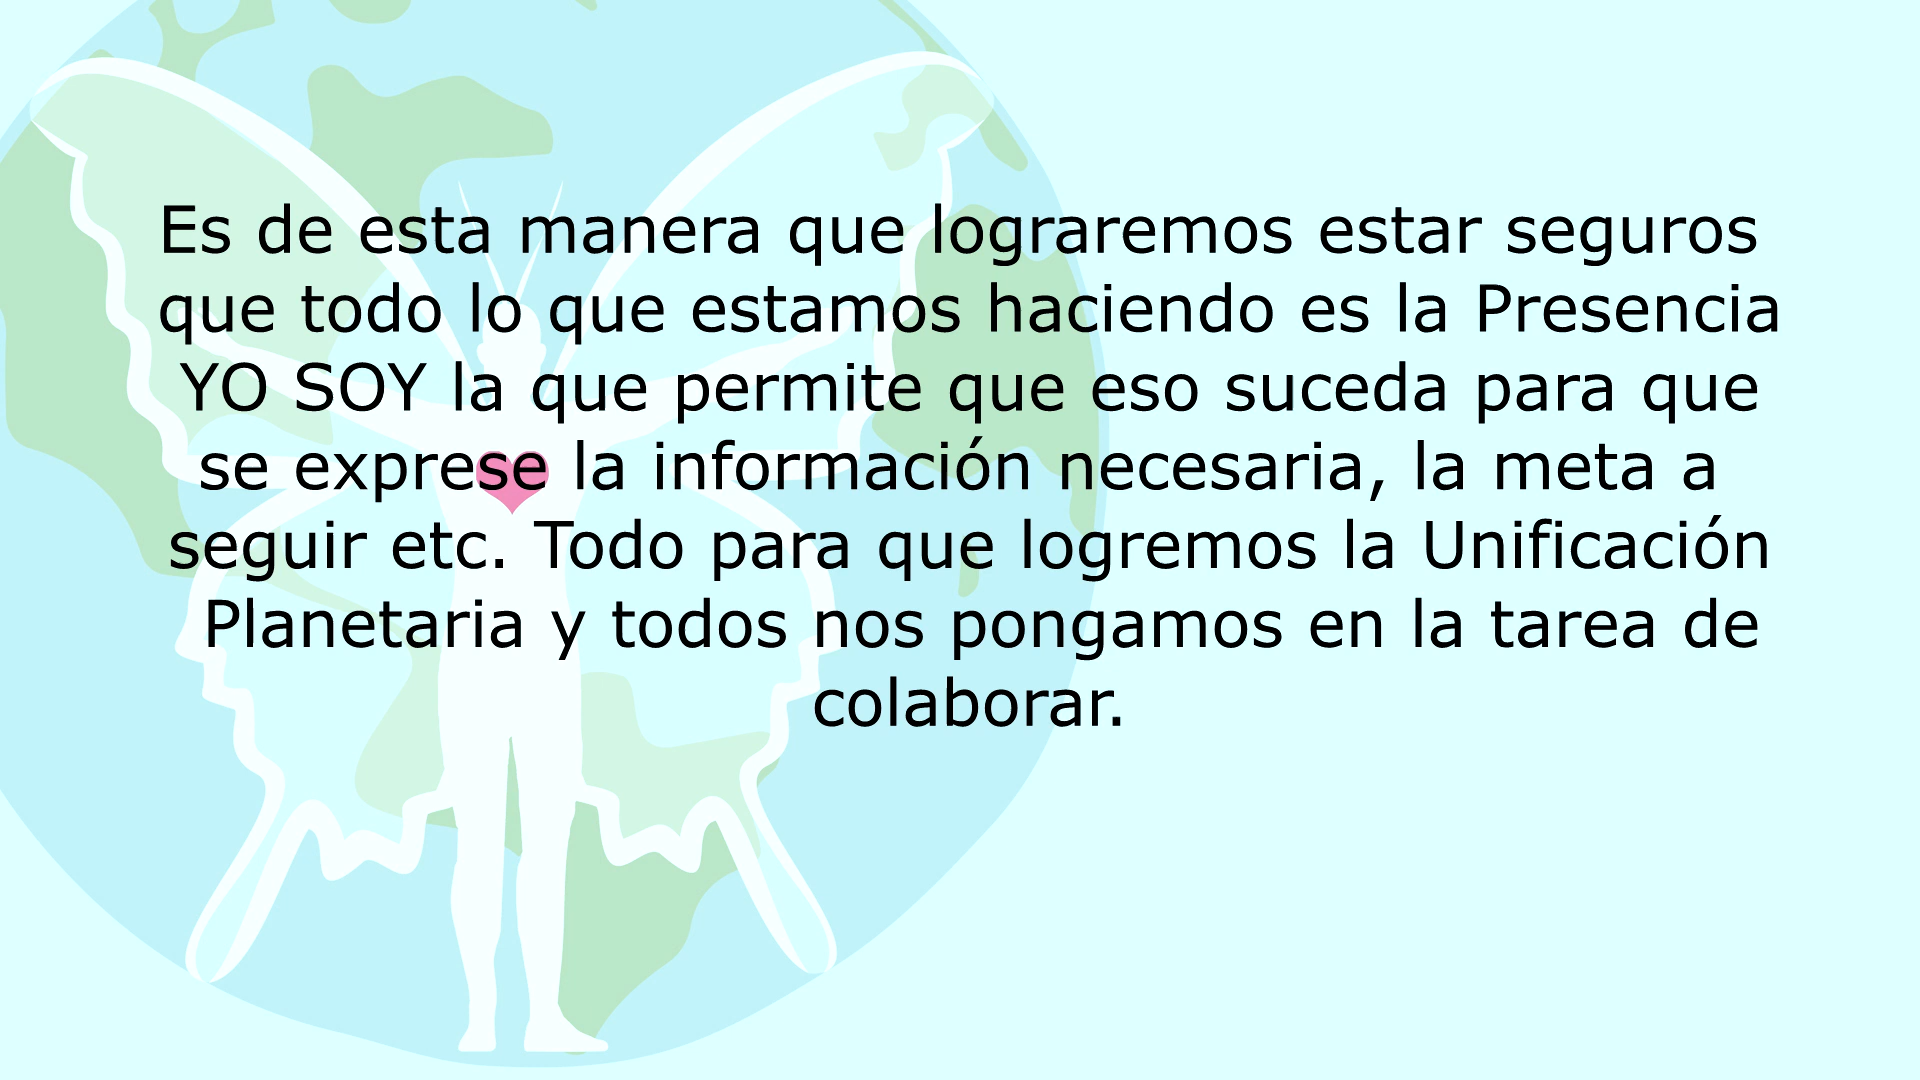 Es de esta manera que lograremos estar seguros
que todo lo que estamos haciendo es la Presencia
YO SOY la que permite que eso suceda para que
se exprese la información necesaria, la meta a
seguir etc. Todo para que logremos la Unificación
Planetaria y todos nos pongamos en la tarea de
colaborar.